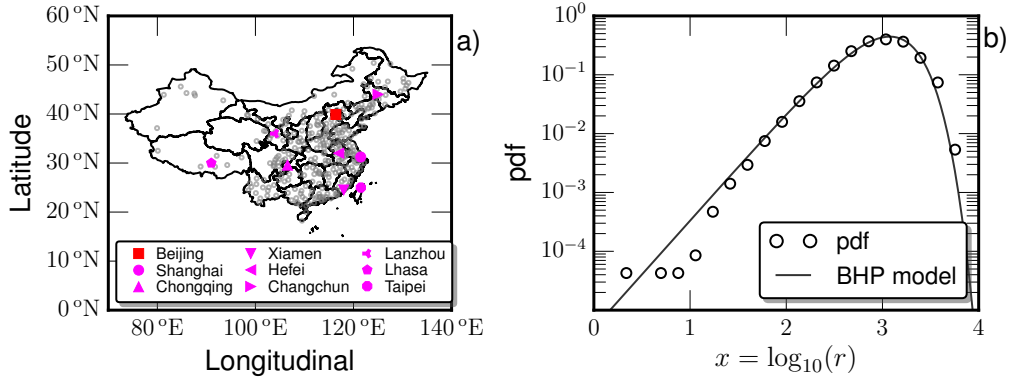 a)
60 °N
50 °N
40 °N
30 °N
20 °N
10 °N
0 °N
Latitude
Beijing
Shanghai
Chongqing
Xiamen
Hefei
Changchun
Lanzhou
Lhasa
Taipei
80 °E
100 °E
120 °E
140 °E
Longitudinal
b)
10⁰
10⁻¹
10⁻²
10⁻³
10⁻⁴
pdf
pdf
BHP model
0
1
2
3
4
x = log₁₀(r)